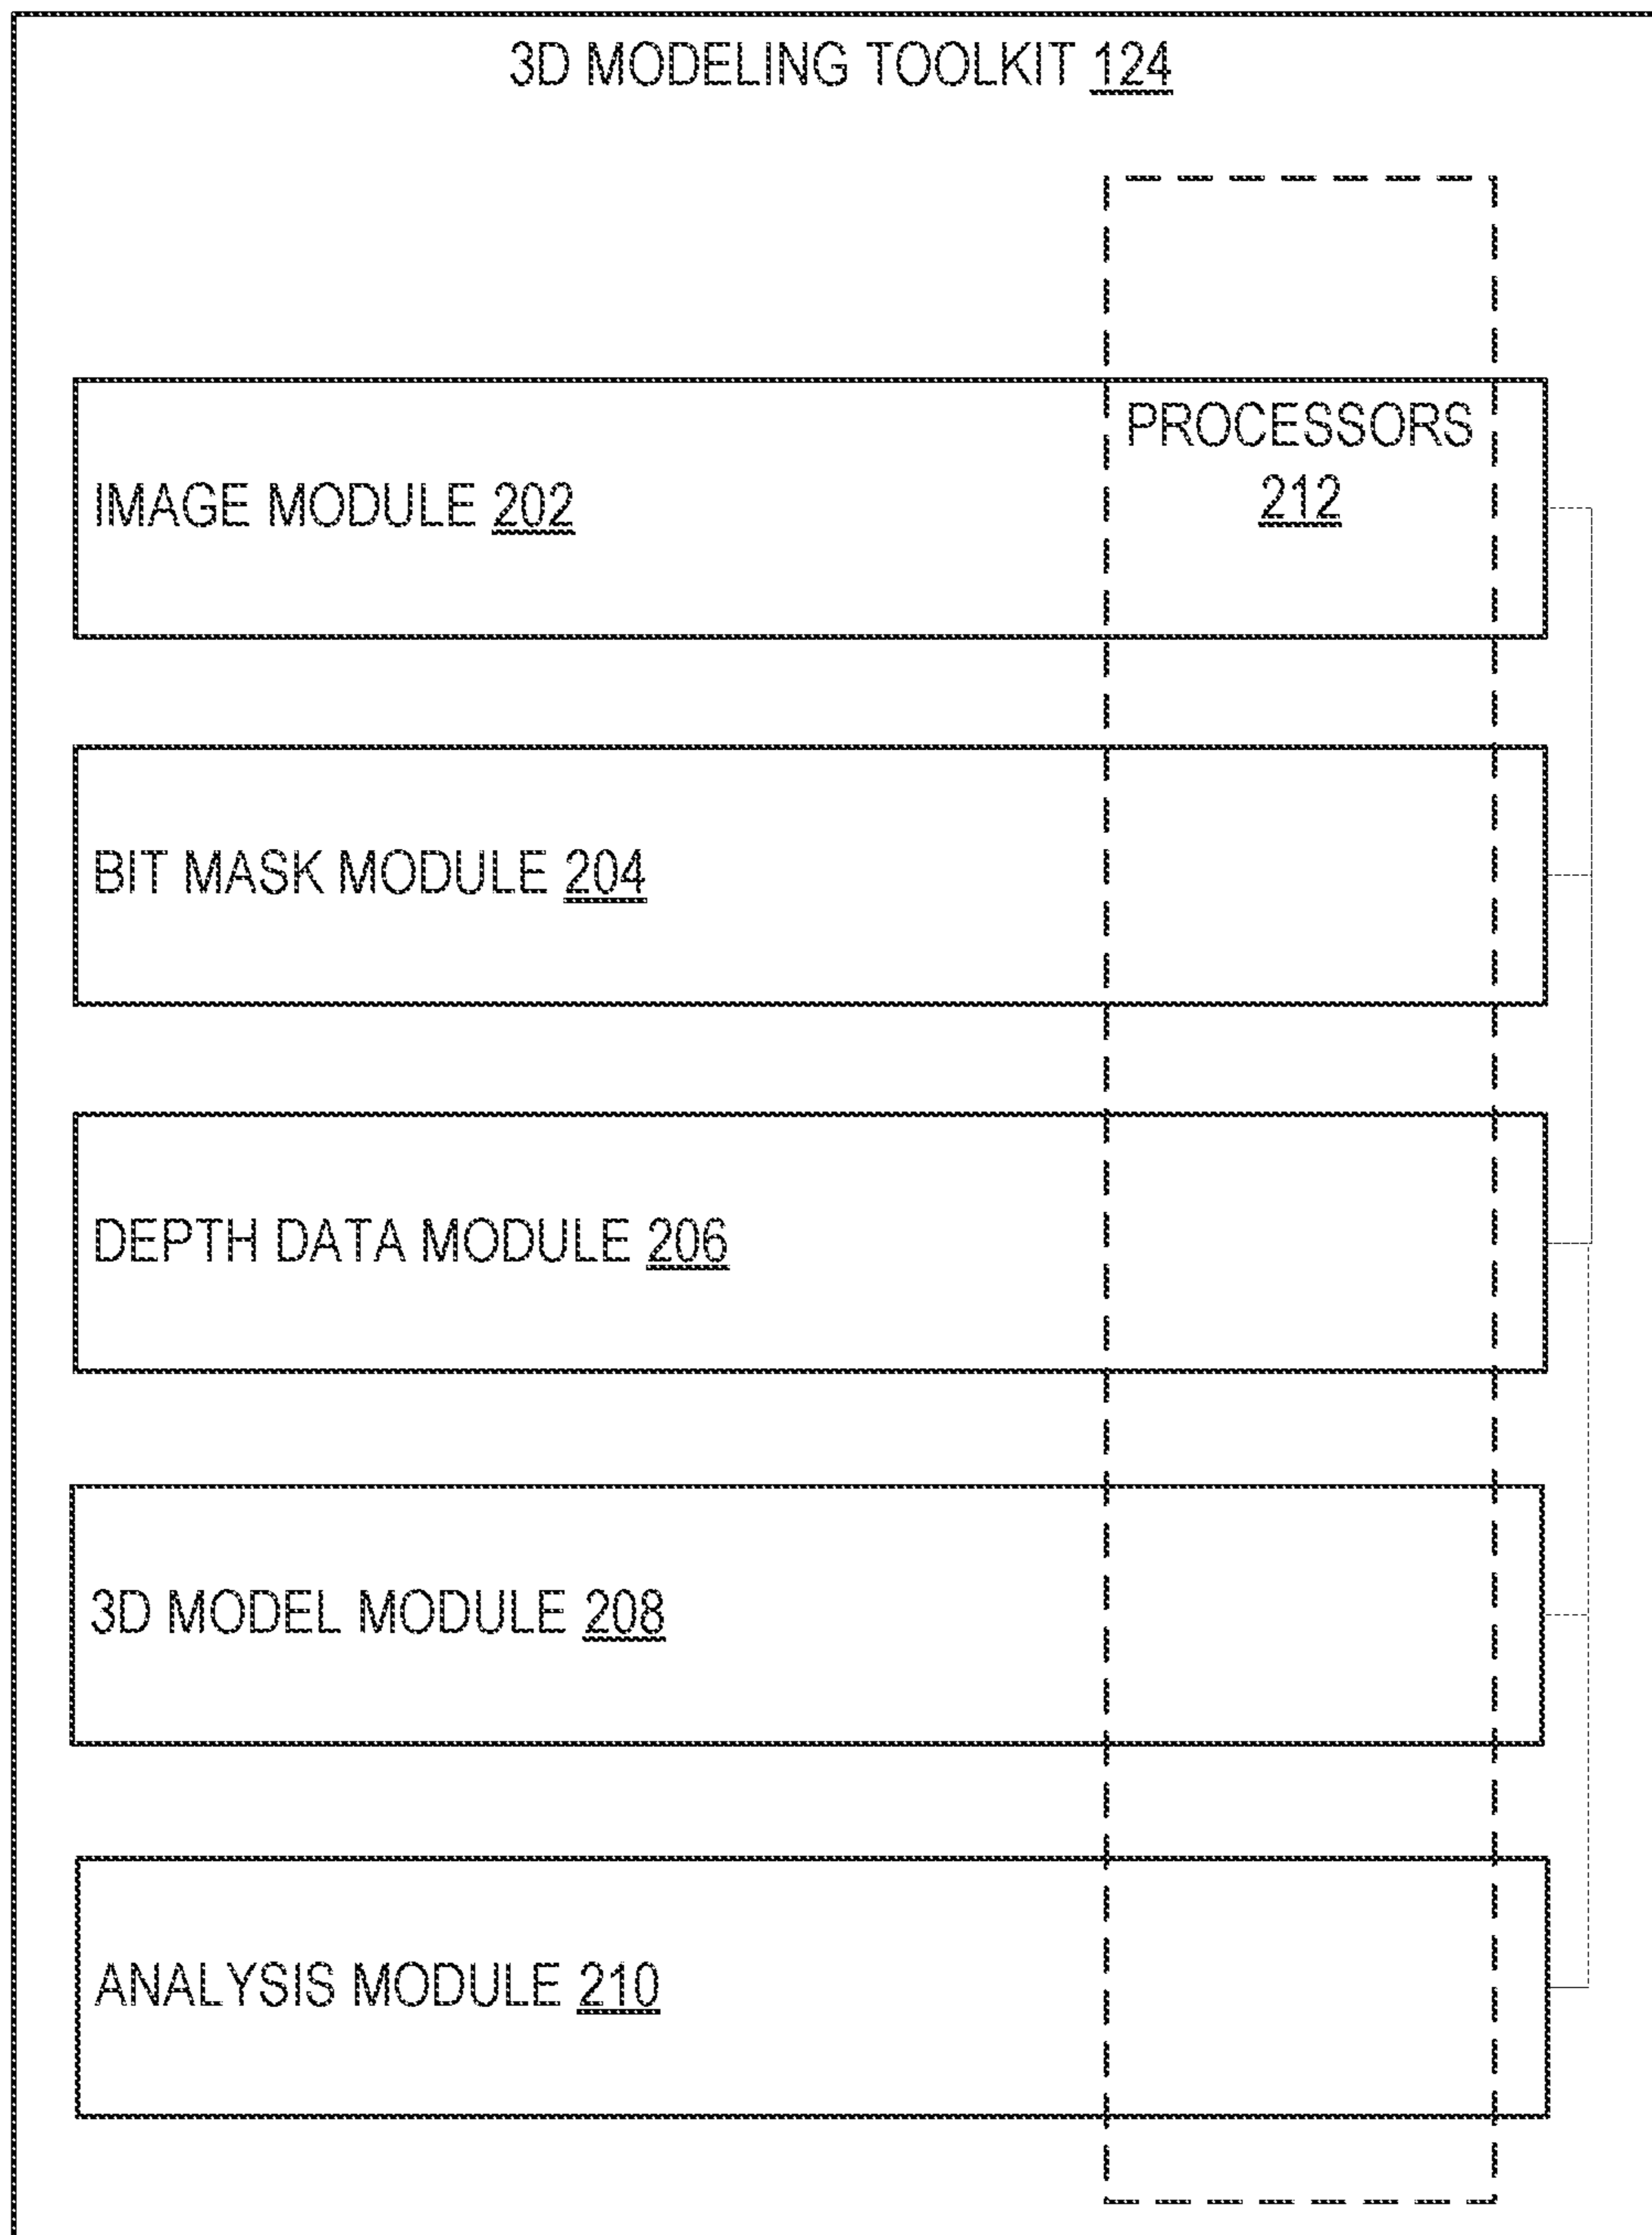 3D MODELING TOOLKIT 124
PROCESSORS
212
IMAGE MODULE 202
BIT MASK MODULE 204
DEPTH DATA MODULE 206
3D MODEL MODULE 208
ANALYSIS MODULE 210